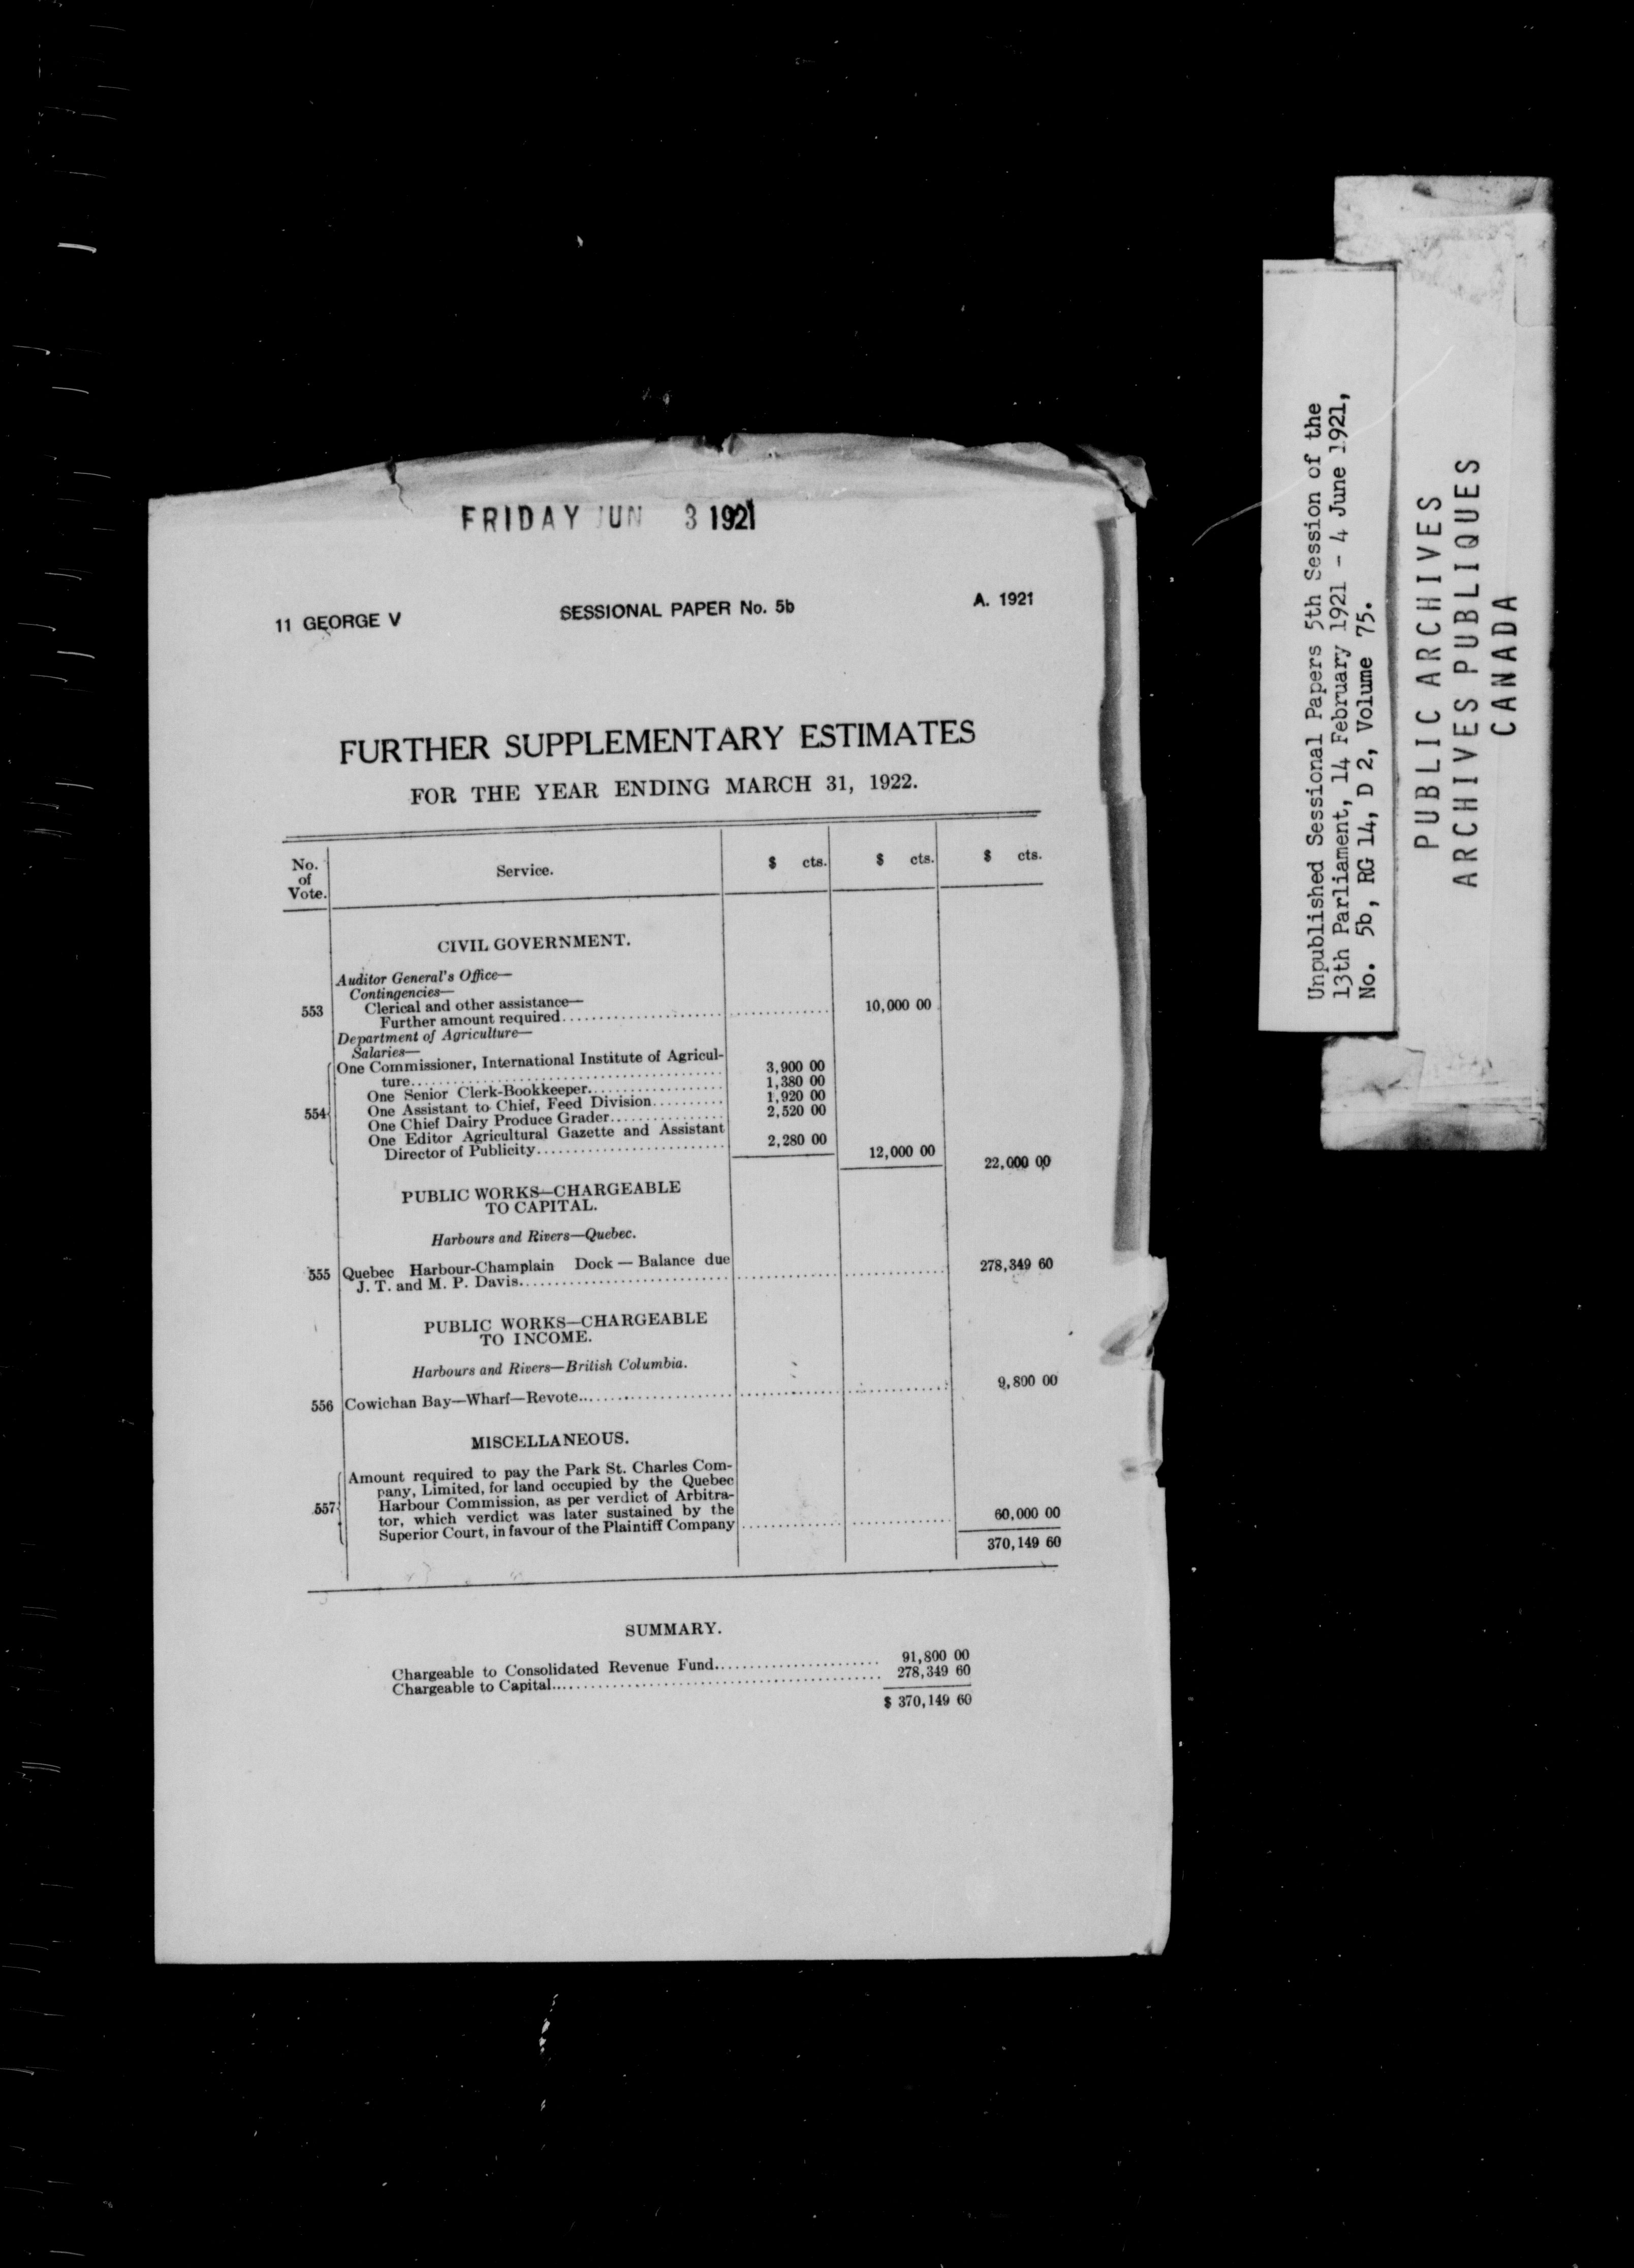 FRIDAY JUN 3 1921
11 GEORGE V SESSIONAL PAPER No. 5b A. 1921
FURTHER SUPPLEMENTARY ESTIMATES
FOR THE YEAR ENDING MARCH 31, 1922.
No. of Vote. Service. $ cts. $ cts. $ cts.
CIVIL GOVERNMENT.
Auditor General's Office—
Contingencies—
553 Clerical and other assistance—
Further amount required 10,000 00
Department of Agriculture—
Salaries—
554 One Commissioner, International Institute of Agricul-
ture 3,900 00
One Senior Clerk-Bookkeeper 1,380 00
One Assistant to Chief, Feed Division 1,920 00
One Chief Dairy Produce Grader 2,520 00
One Editor Agricultural Gazette and Assistant
Director of Publicity 2,280 00 12,000 00 22,000 00
PUBLIC WORKS—CHARGEABLE
TO CAPITAL.
Harbours and Rivers—Quebec.
555 Quebec Harbour-Champlain Dock — Balance due
J. T. and M. P. Davis 278,349 60
PUBLIC WORKS—CHARGEABLE
TO INCOME.
Harbours and Rivers—British Columbia.
556 Cowichan Bay—Wharf—Revote 9,800 00
MISCELLANEOUS.
557 Amount required to pay the Park St. Charles Com-
pany, Limited, for land occupied by the Quebec
Harbour Commission, as per verdict of Arbitra-
tor, which verdict was later sustained by the
Superior Court, in favour of the Plaintiff Company 60,000 00
370,149 60
SUMMARY.
Chargeable to Consolidated Revenue Fund 91,800 00
Chargeable to Capital 278,349 60
$ 370,149 60
Unpublished Sessional Papers 5th Session of the
13th Parliament, 14 February 1921 - 4 June 1921,
No. 5b, RG 14, D 2, Volume 75.
PUBLIC ARCHIVES
ARCHIVES PUBLIQUES
CANADA